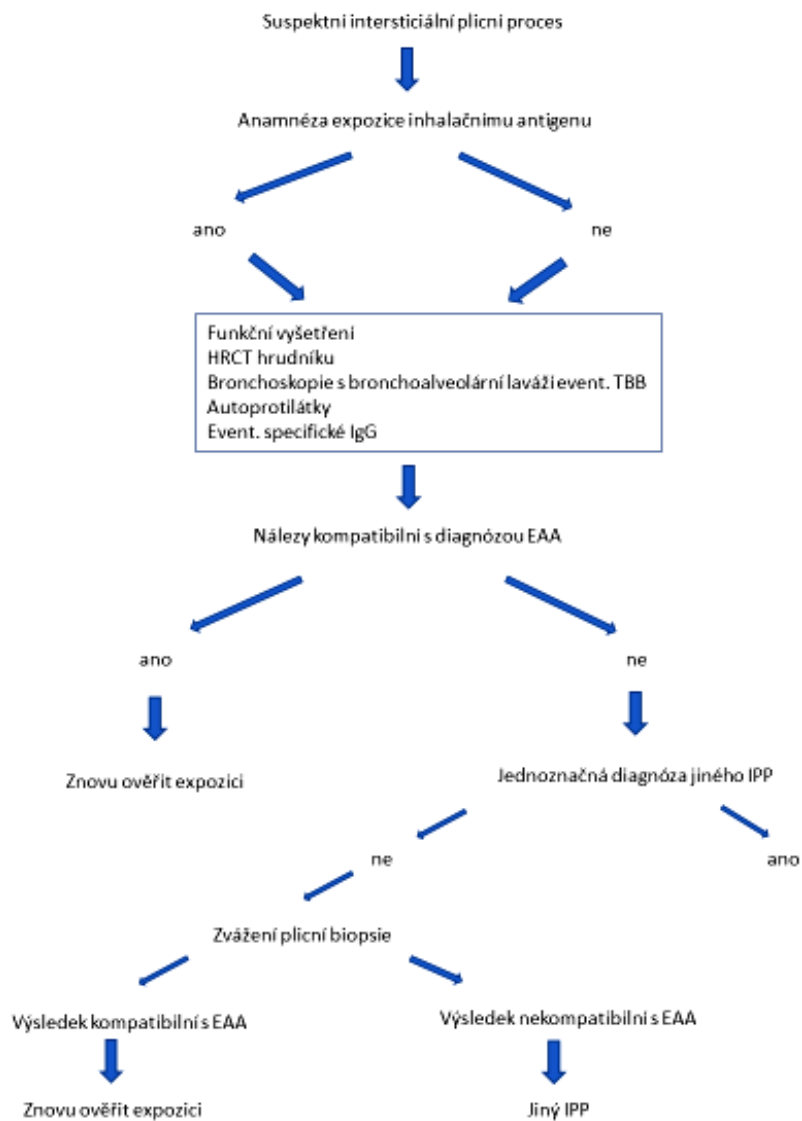 Suspektní intersticiální plicní proces
Anamnéza expozice inhalačnímu antigenu
ano
ne
Funkční vyšetření
HRCT hrudníku
Bronchoskopie s bronchoalveolární laváží event. TBB
Autoprotilátky
Event. specifické IgG
Nálezy kompatibilní s diagnózou EAA
ano
ne
Znovu ověřit expozici
Jednoznačná diagnóza jiného IPP
ne
ano
Zvážení plicní biopsie
Výsledek kompatibilní s EAA
Výsledek nekompatibilní s EAA
Znovu ověřit expozici
Jiný IPP